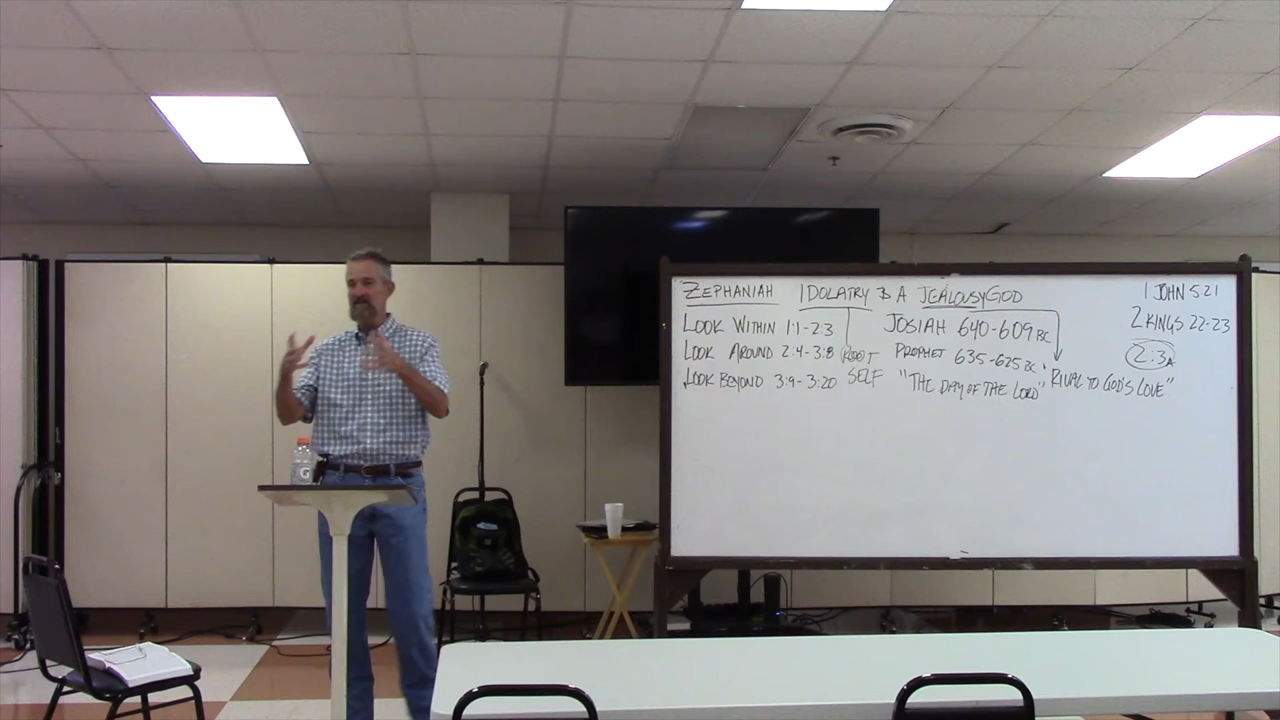 ZEPHANIAH IDOLATRY & A JEALOUSY GOD
1 JOHN 5:21
LOOK WITHIN 1:1-2:3
JOSIAH 640-609 BC
2 KINGS 22-23
LOOK AROUND 2:4-3:8
ROOT
PROPHET 635-625 BC
2:3A
LOOK BEYOND 3:9-3:20
SELF
"THE DAY OF THE LORD"
RIVAL TO GOD'S LOVE"
G